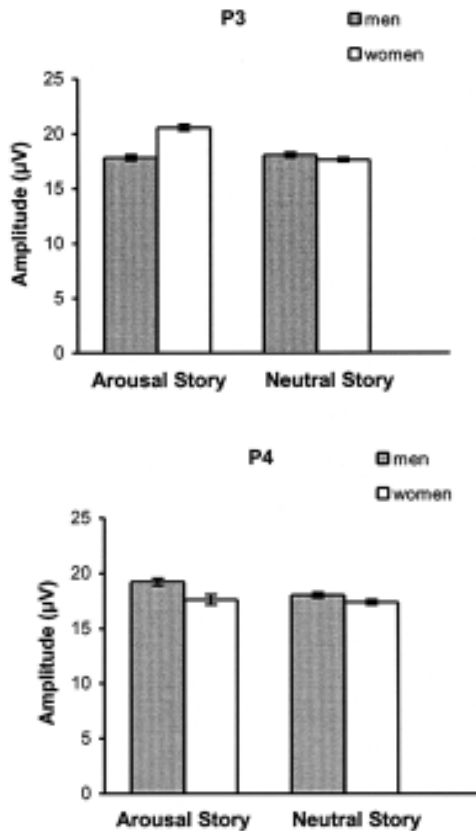 P3
men
women
25
20
15
10
5
0
Amplitude (µV)
Arousal Story Neutral Story
P4
men
women
25
20
15
10
5
0
Amplitude (µV)
Arousal Story Neutral Story